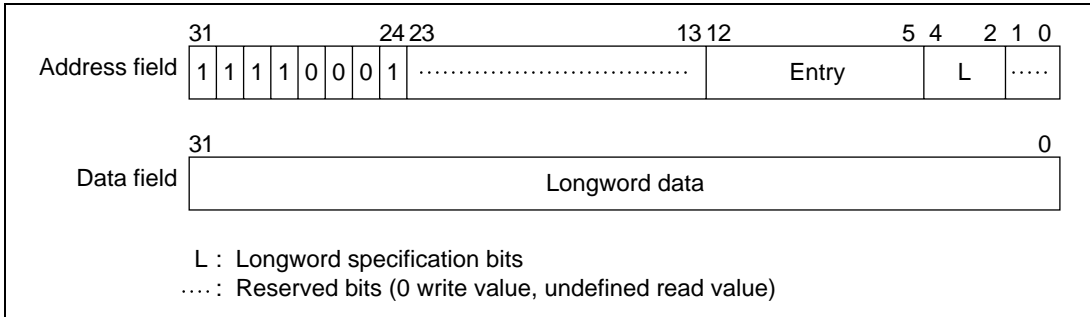 31 24 23 13 12 5 4 2 1 0
Address field 1 1 1 1 0 0 0 1 ................................. Entry L .....
31 0
Data field Longword data
L : Longword specification bits
.... : Reserved bits (0 write value, undefined read value)